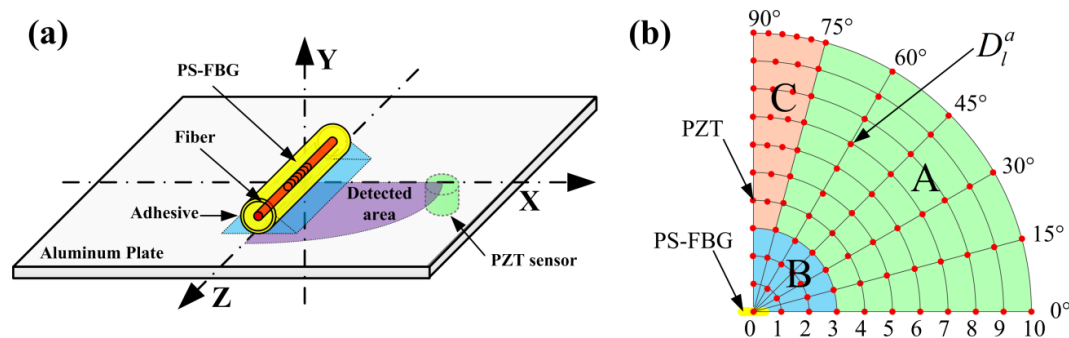 (a)
Y
PS-FBG
Fiber
Adhesive
Detected
area
X
Aluminum Plate
PZT sensor
Z
(b)
90°
75°
60°
45°
30°
15°
0°
D_l^a
PZT
PS-FBG
C
A
B
0 1 2 3 4 5 6 7 8 9 10